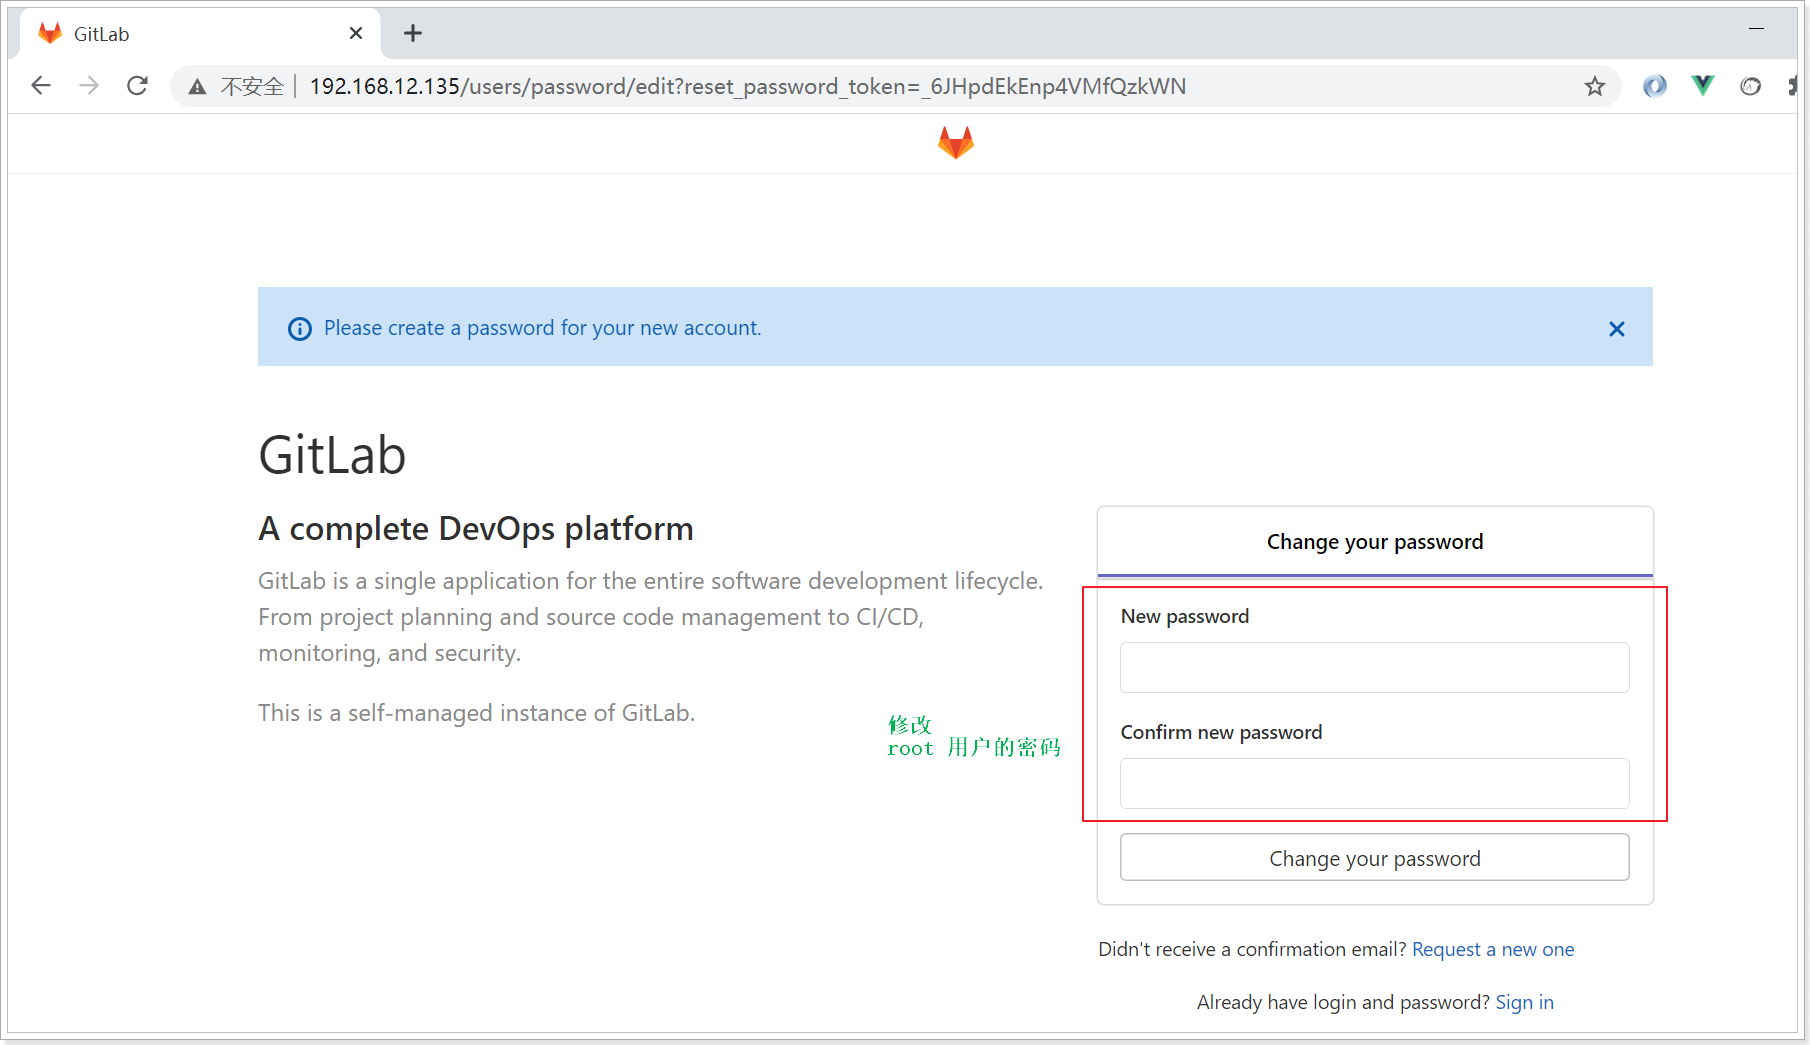 GitLab
不安全
192.168.12.135/users/password/edit?reset_password_token=_6JHpdEkEnp4VMfQzkWN
Please create a password for your new account.
GitLab
A complete DevOps platform
GitLab is a single application for the entire software development lifecycle.
From project planning and source code management to CI/CD,
monitoring, and security.
This is a self-managed instance of GitLab.
修改
root 用户的密码
Change your password
New password
Confirm new password
Change your password
Didn't receive a confirmation email? Request a new one
Already have login and password? Sign in